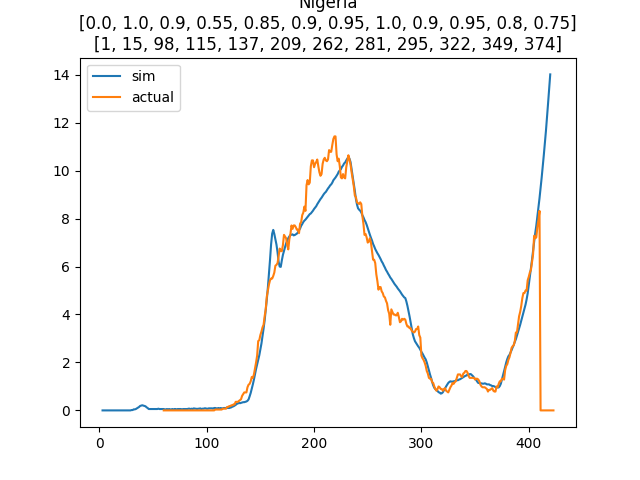 Nigeria
[0.0, 1.0, 0.9, 0.55, 0.85, 0.9, 0.95, 1.0, 0.9, 0.95, 0.8, 0.75]
[1, 15, 98, 115, 137, 209, 262, 281, 295, 322, 349, 374]
sim
actual
14
12
10
8
6
4
2
0
0 100 200 300 400